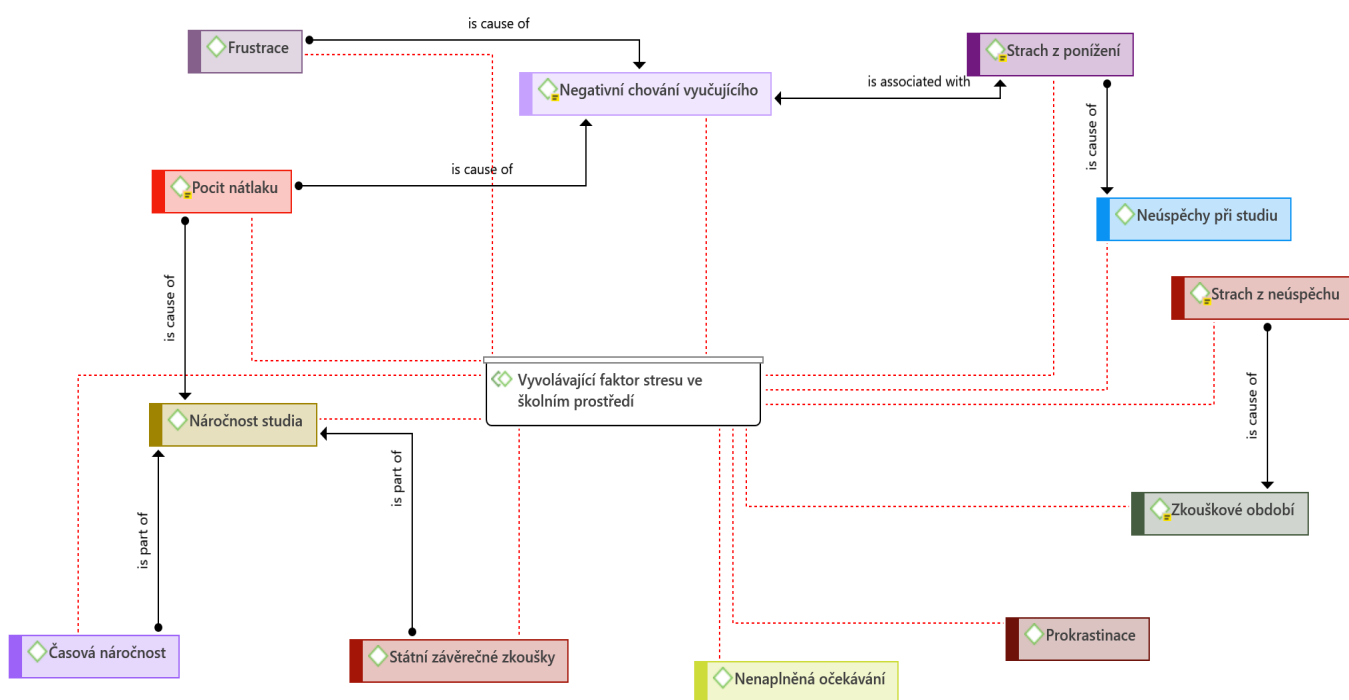 is cause of
Frustrace
Strach z ponížení
is associated with
Negativní chování vyučujícího
is cause of
is cause of
Pocit nátlaku
Neúspěchy při studiu
is cause of
Strach z neúspěchu
Vyvolávající faktor stresu ve
školním prostředí
is cause of
Náročnost studia
is part of
Zkouškové období
is part of
Prokrastinace
Časová náročnost
Státní závěrečné zkoušky
Nenaplněná očekávání